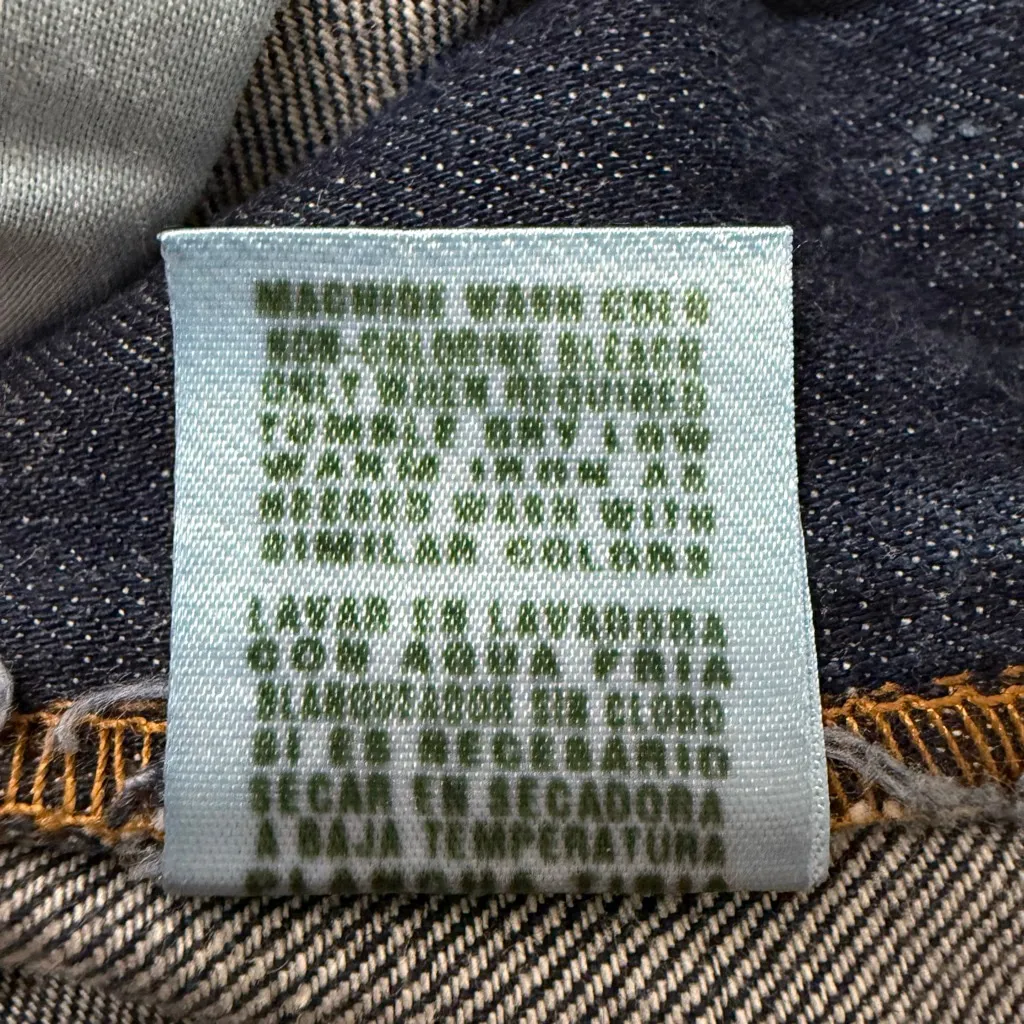 MACHINE WASH COLD
NON-CHLORINE BLEACH
ONLY WHEN REQUIRED
TUMBLE DRY LOW
WARM IRON AS
NEEDED WASH WITH
SIMILAR COLORS
LAVAR EN LAVADORA
CON AGUA FRIA
BLANQUEADOR SIN CLORO
SI ES NECESARIO
SECAR EN SECADORA
A BAJA TEMPERATURA